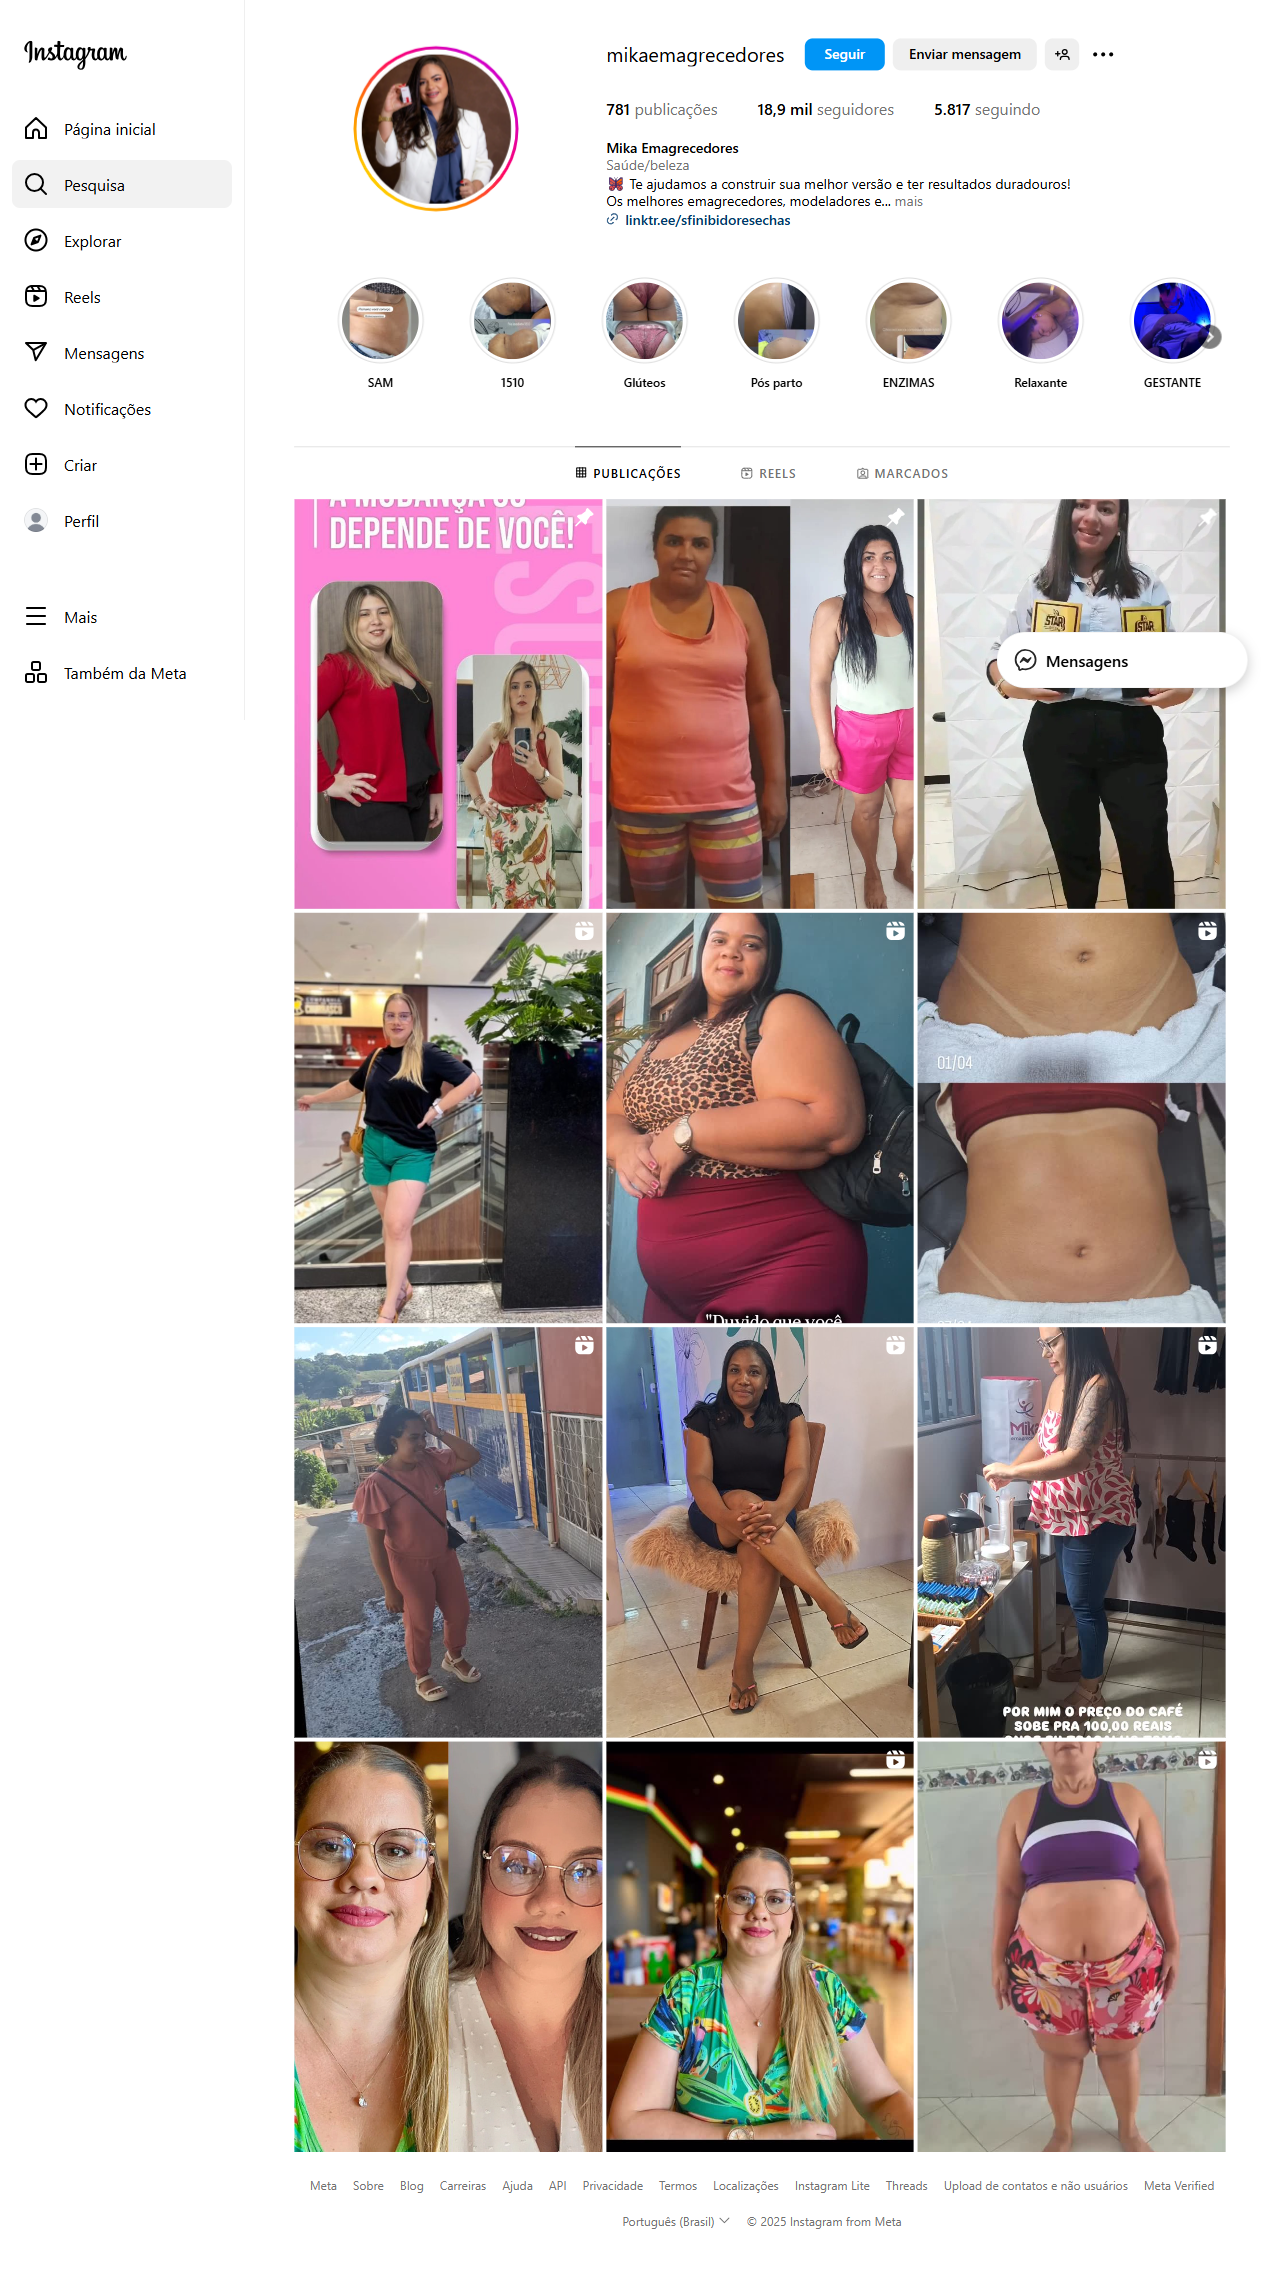 Instagram
Página inicial
Pesquisa
Explorar
Reels
Mensagens
Notificações
Criar
Perfil
Mais
Também da Meta
mikaemagrecedores
Seguir
Enviar mensagem
781 publicações
18,9 mil seguidores
5.817 seguindo
Mika Emagrecedores
Saúde/beleza
🦋 Te ajudamos a construir sua melhor versão e ter resultados duradouros!
Os melhores emagrecedores, modeladores e... mais
linktr.ee/sfinibidoresechas
SAM
1510
Glúteos
Pós parto
ENZIMAS
Relaxante
GESTANTE
PUBLICAÇÕES
REELS
MARCADOS
A MUDANÇA SÓ
DEPENDE DE VOCÊ!
STAR
STAR
Mensagens
"Duvido que você
01/04
Mika
POR MIM O PREÇO DO CAFÉ
SOBE PRA 100,00 REAIS
Meta
Sobre
Blog
Carreiras
Ajuda
API
Privacidade
Termos
Localizações
Instagram Lite
Threads
Upload de contatos e não usuários
Meta Verified
Português (Brasil)
© 2025 Instagram from Meta